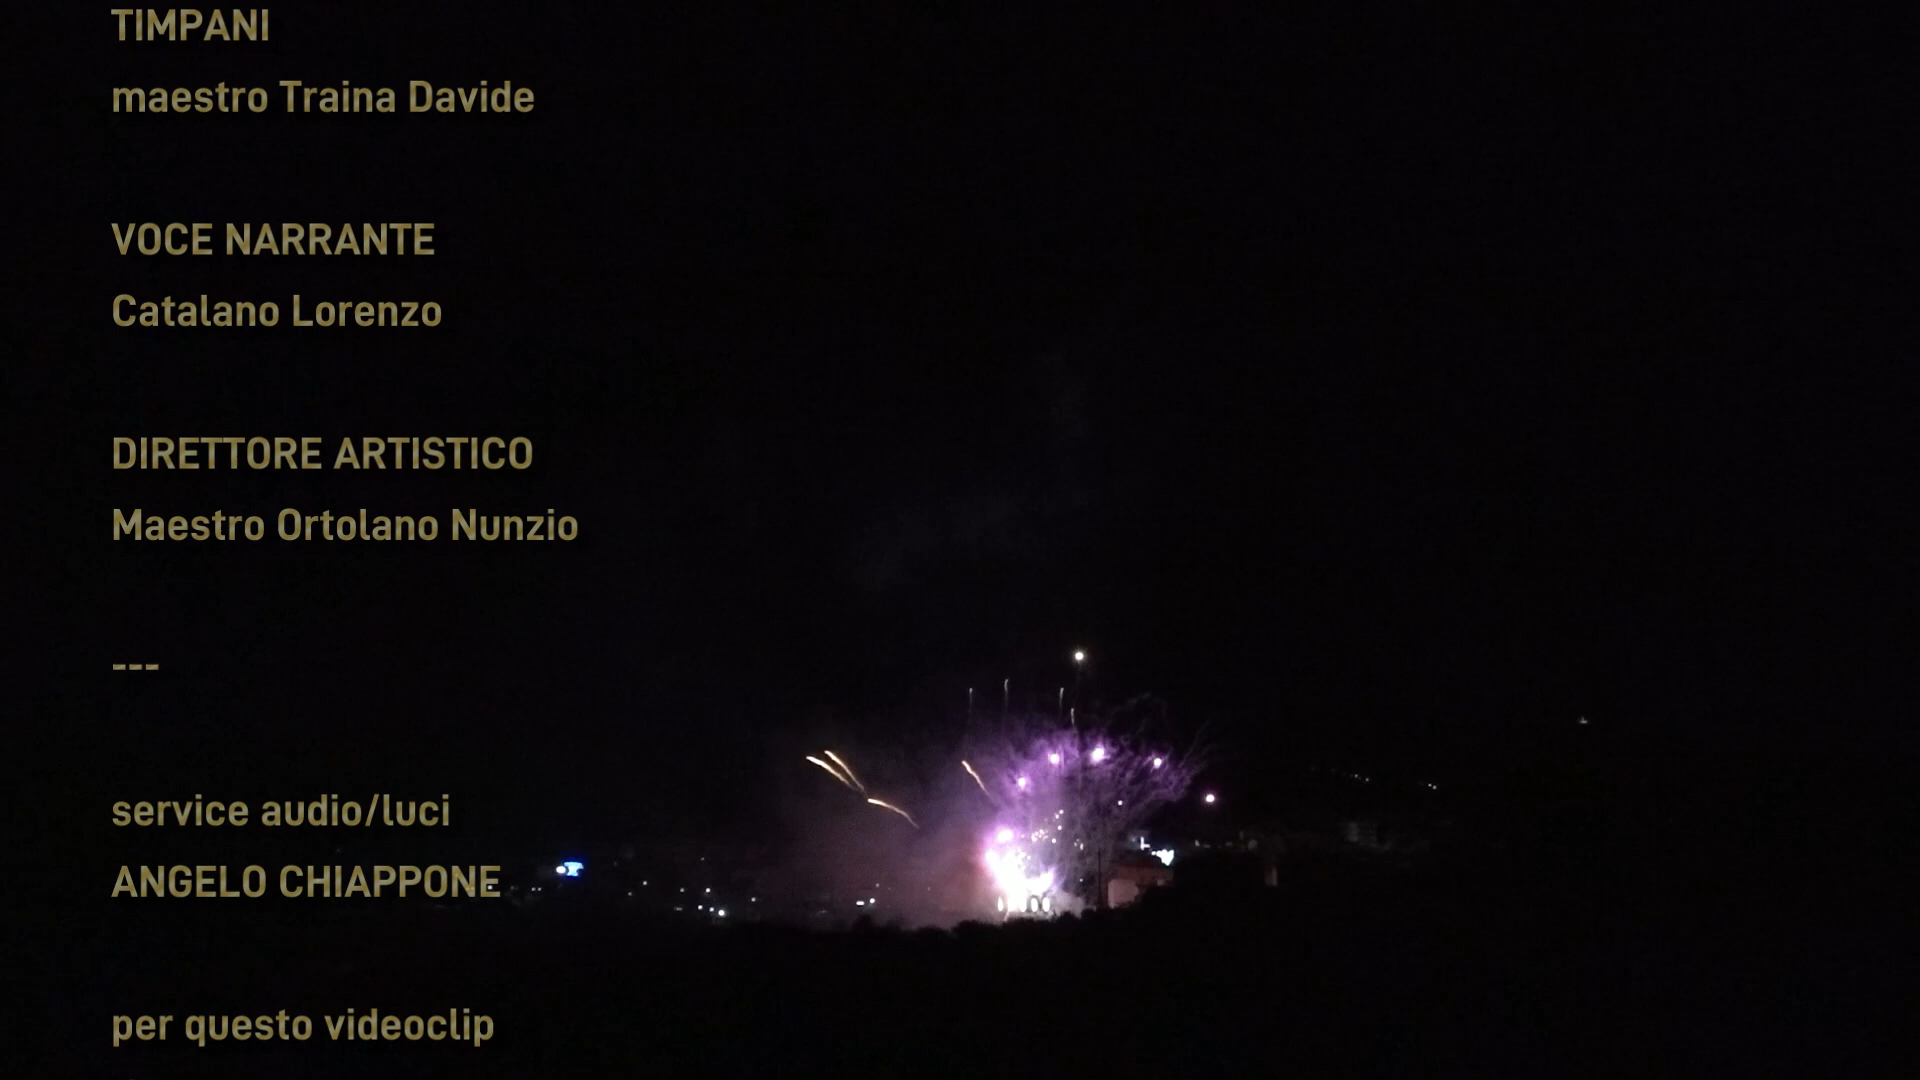 TIMPANI
maestro Traina Davide
VOCE NARRANTE
Catalano Lorenzo
DIRETTORE ARTISTICO
Maestro Ortolano Nunzio
---
service audio/luci
ANGELO CHIAPPONE
per questo videoclip